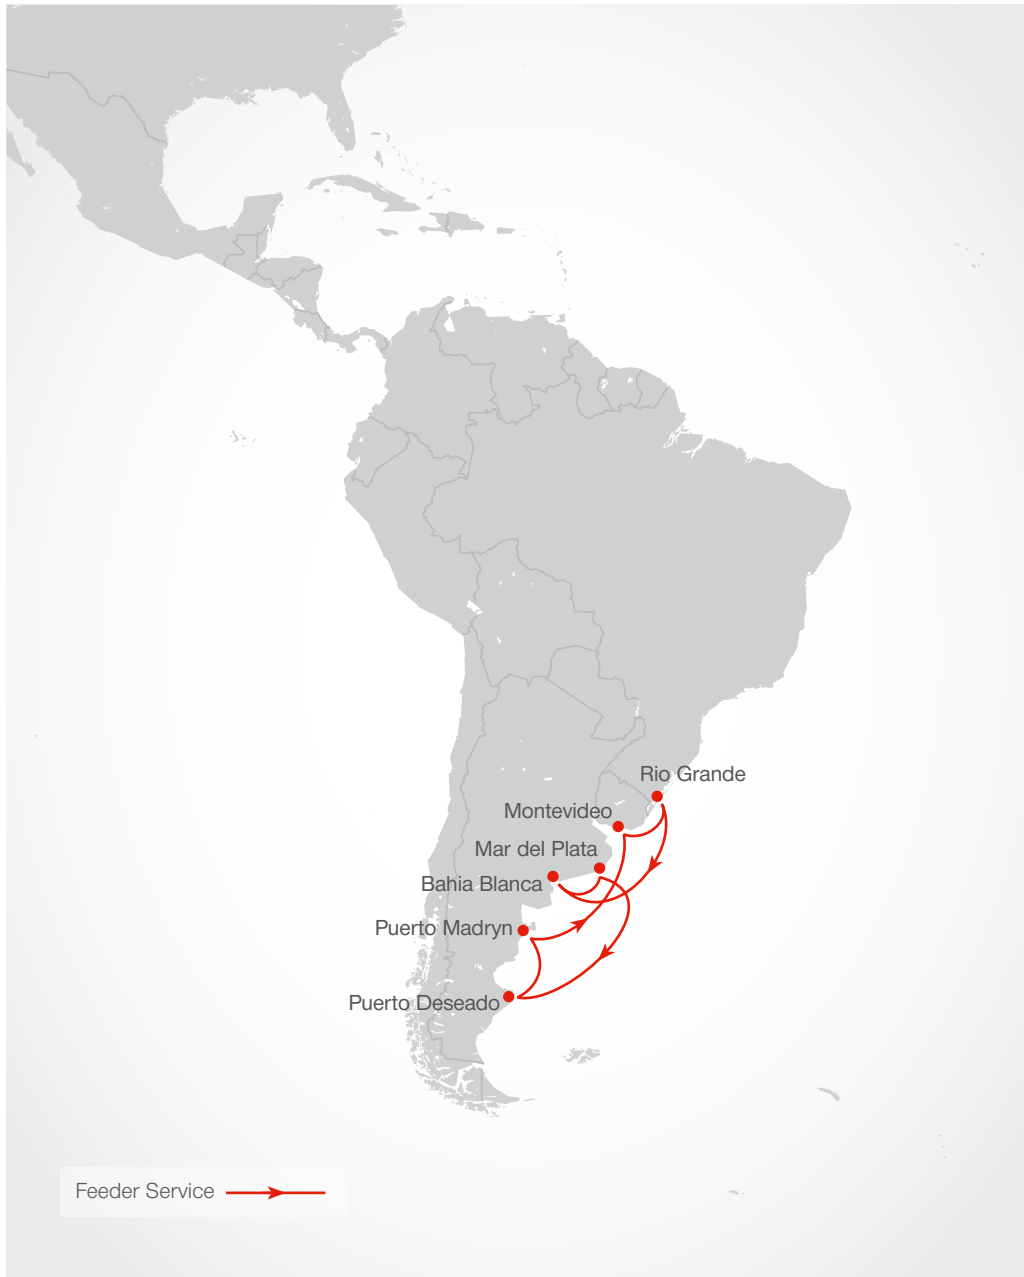 Rio Grande
Montevideo
Mar del Plata
Bahia Blanca
Puerto Madryn
Puerto Deseado
Feeder Service